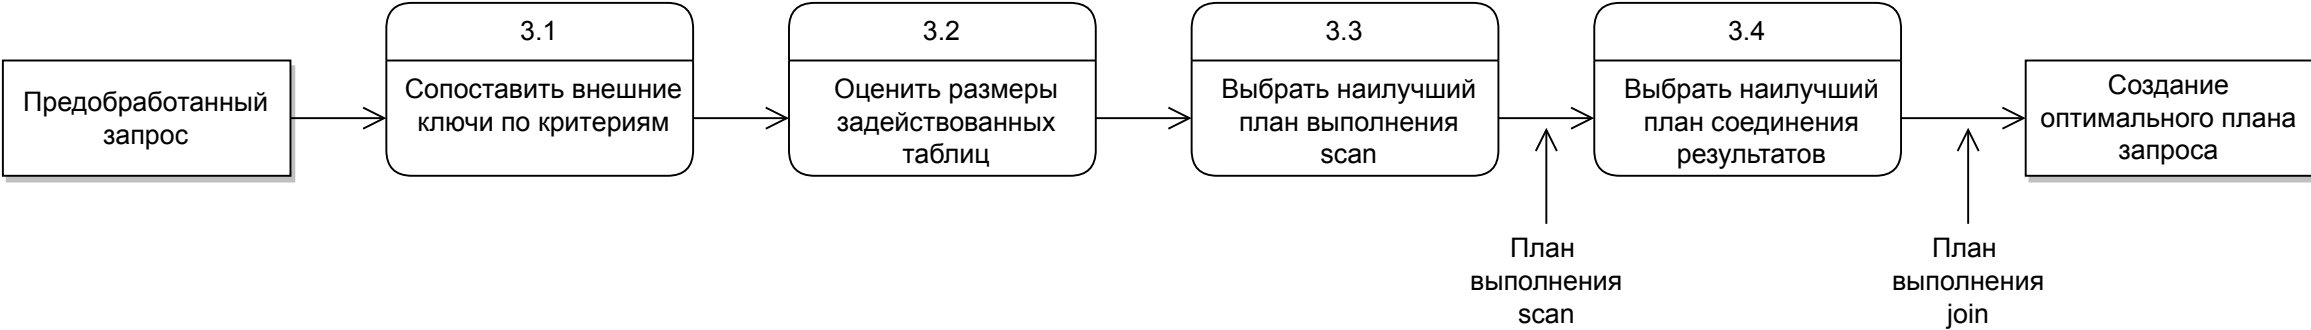 Предобработанный
запрос
3.1
Сопоставить внешние
ключи по критериям
3.2
Оценить размеры
задействованных
таблиц
3.3
Выбрать наилучший
план выполнения
scan
3.4
Выбрать наилучший
план соединения
результатов
Создание
оптимального плана
запроса
План
выполнения
scan
План
выполнения
join